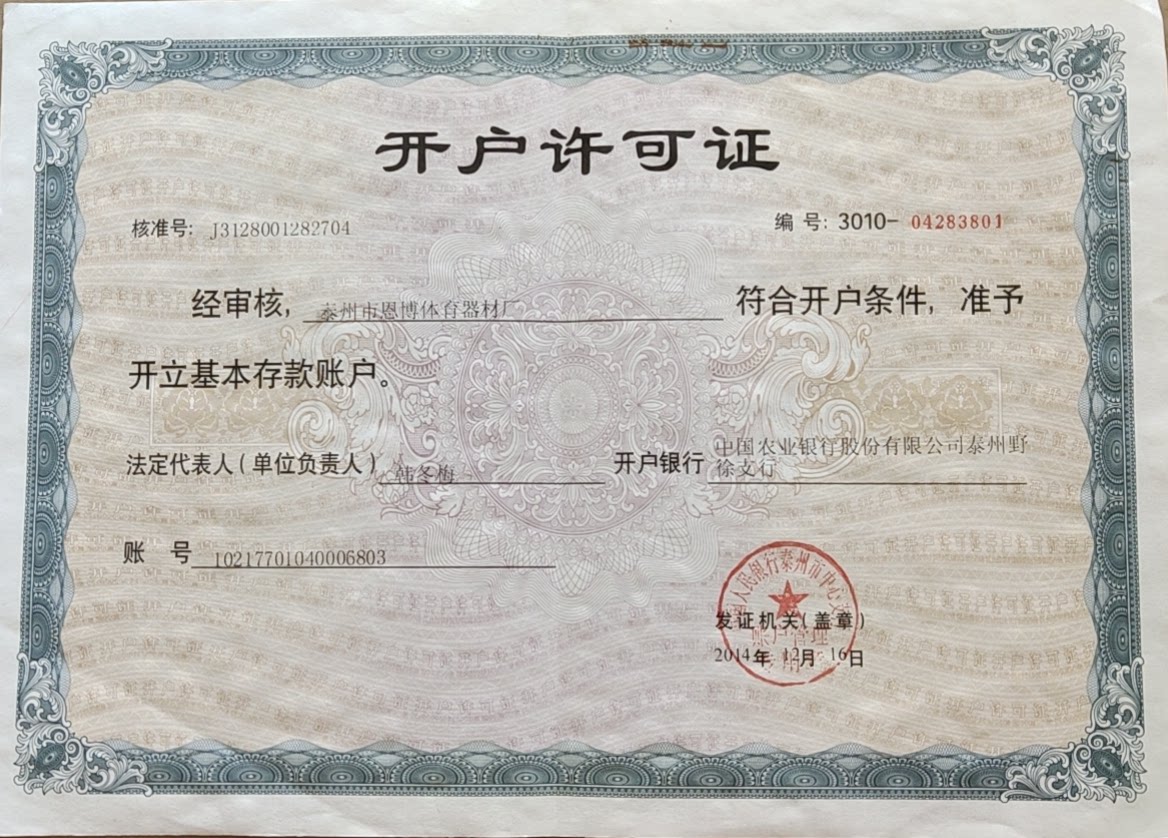 开户许可证
核准号: J3128001282704
编 号: 3010- 04283801
经审核, 泰州市恩博体育器材厂 符合开户条件, 准予
开立基本存款账户。
法定代表人(单位负责人) 韩冬梅
开户银行 中国农业银行股份有限公司泰州野
徐支行
账 号 10217701040006803
发证机关(盖章)
2014年 12月 16日